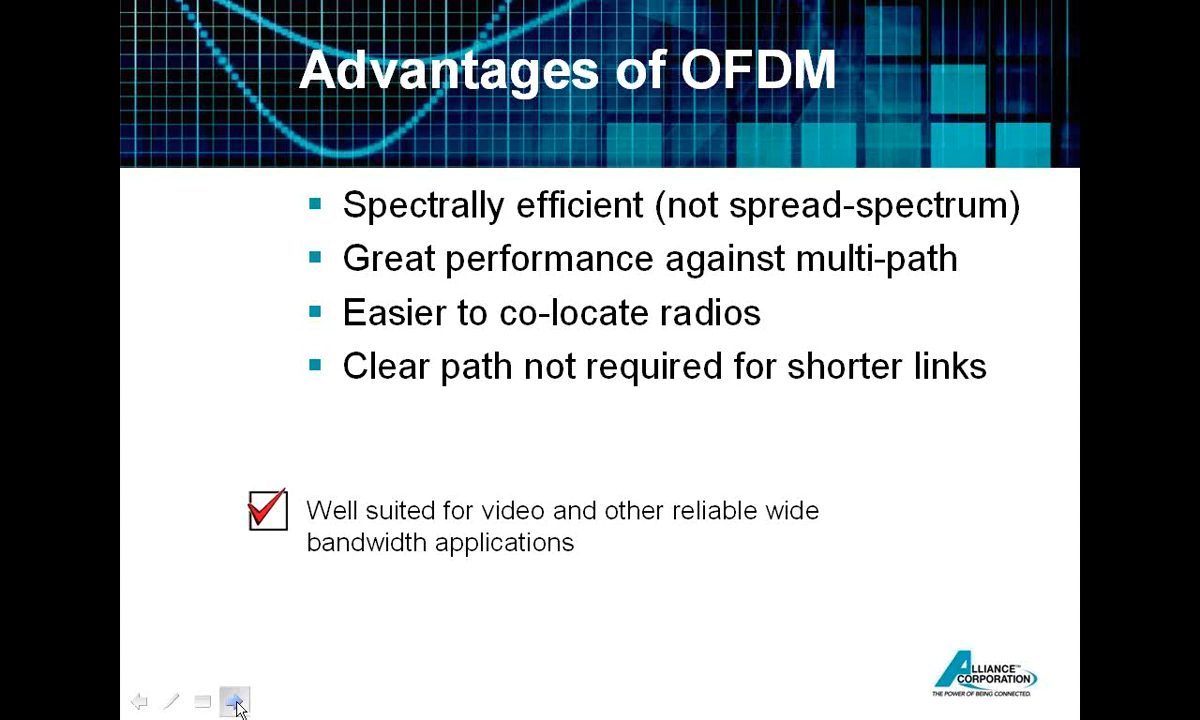 Advantages of OFDM
Spectrally efficient (not spread-spectrum)
Great performance against multi-path
Easier to co-locate radios
Clear path not required for shorter links
Well suited for video and other reliable wide
bandwidth applications
ALLIANCE™
CORPORATION
THE POWER OF BEING CONNECTED.